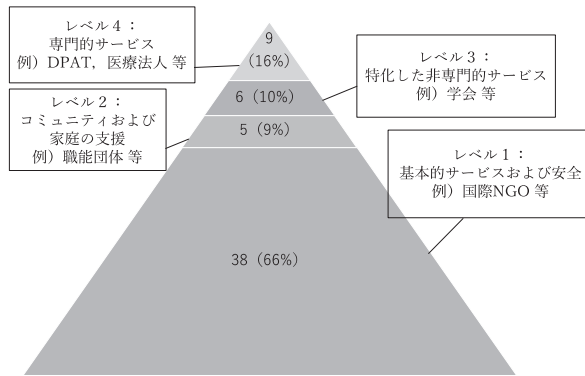 レベル４：
専門的サービス
例）DPAT，医療法人 等
9
(16%)
レベル３：
特化した非専門的サービス
例）学会 等
6（10%）
レベル２：
コミュニティおよび
家庭の支援
例）職能団体 等
5（9%）
レベル１：
基本的サービスおよび安全
例）国際NGO 等
38（66%）